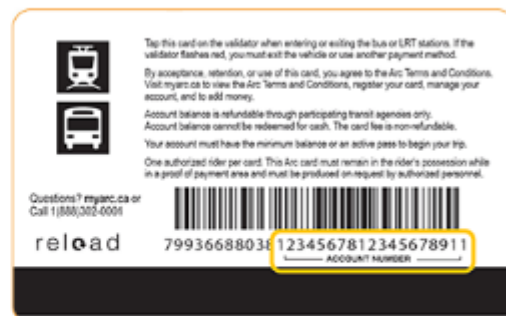 Tap this card on the validator when entering or exiting the bus or LRT stations. If the
validator flashes red, you must exit the vehicle or use another payment method.
By acceptance, retention, or use of this card, you agree to the Arc Terms and Conditions.
Visit myarc.ca to view the Arc Terms and Conditions, register your card, manage your
account, and to add money.
Account balance is refundable through participating transit agencies only.
Account balance cannot be redeemed for cash. The card fee is non-refundable.
Your account must have the minimum balance or an active pass to begin your trip.
One authorized rider per card. This Arc card must remain in the rider's possession while
in a proof of payment area and must be produced on request by authorized personnel.
Questions? myarc.ca or
Call 1(888)302-0001
reload
799366880381234567812345678911
ACCOUNT NUMBER